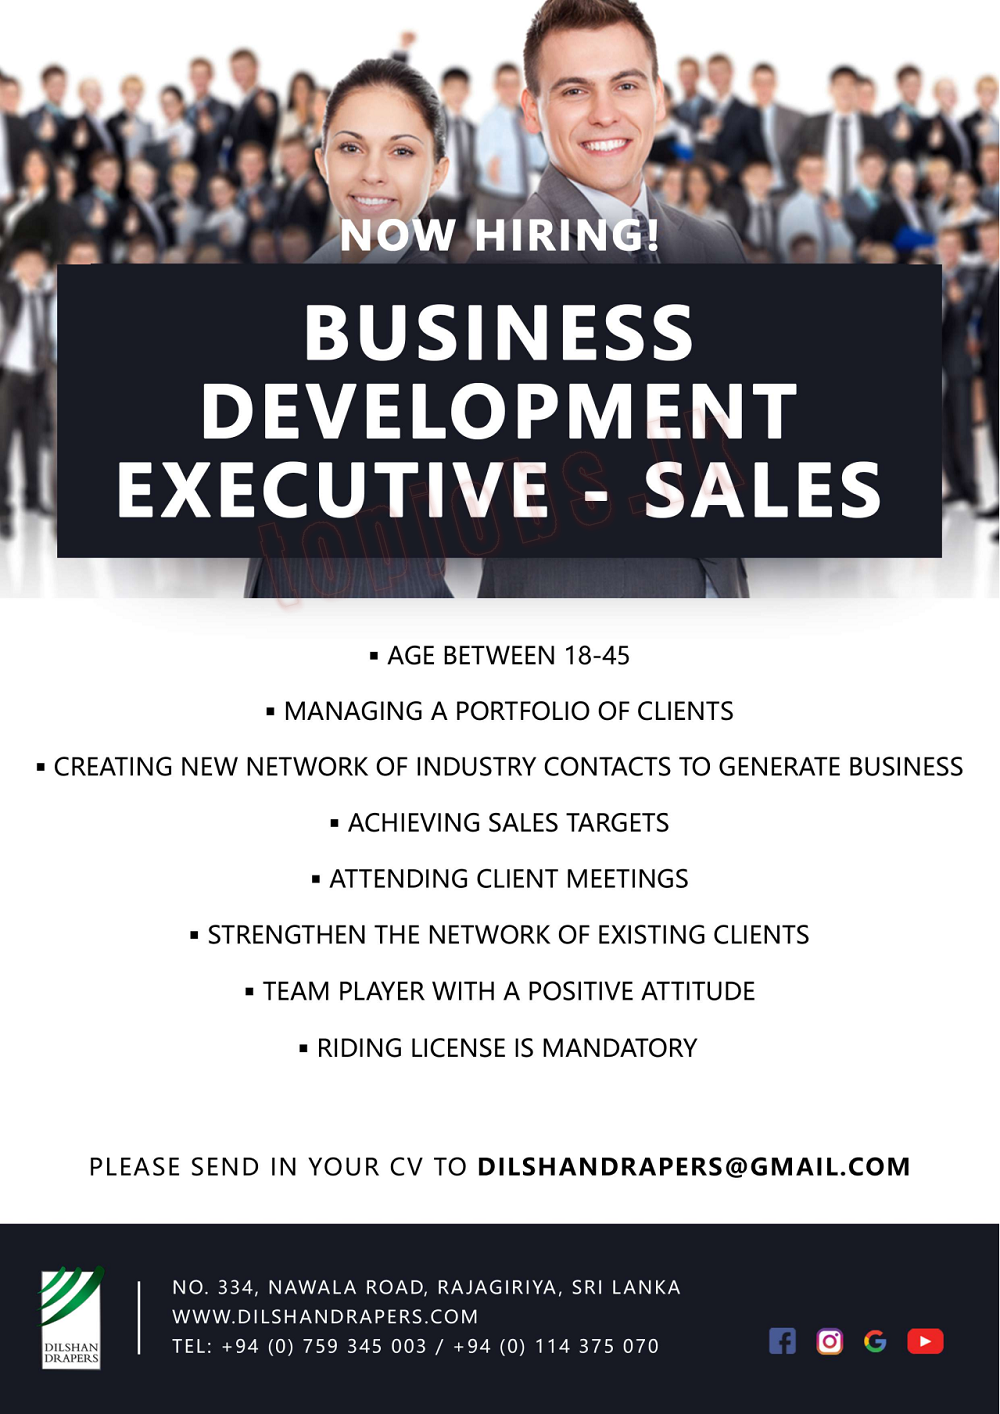 NOW HIRING!
BUSINESS
DEVELOPMENT
EXECUTIVE - SALES
topjobs.lk
▪ AGE BETWEEN 18-45
▪ MANAGING A PORTFOLIO OF CLIENTS
▪ CREATING NEW NETWORK OF INDUSTRY CONTACTS TO GENERATE BUSINESS
▪ ACHIEVING SALES TARGETS
▪ ATTENDING CLIENT MEETINGS
▪ STRENGTHEN THE NETWORK OF EXISTING CLIENTS
▪ TEAM PLAYER WITH A POSITIVE ATTITUDE
▪ RIDING LICENSE IS MANDATORY
PLEASE SEND IN YOUR CV TO DILSHANDRAPERS@GMAIL.COM
DILSHAN
DRAPERS
NO. 334, NAWALA ROAD, RAJAGIRIYA, SRI LANKA
WWW.DILSHANDRAPERS.COM
TEL: +94 (0) 759 345 003 / +94 (0) 114 375 070